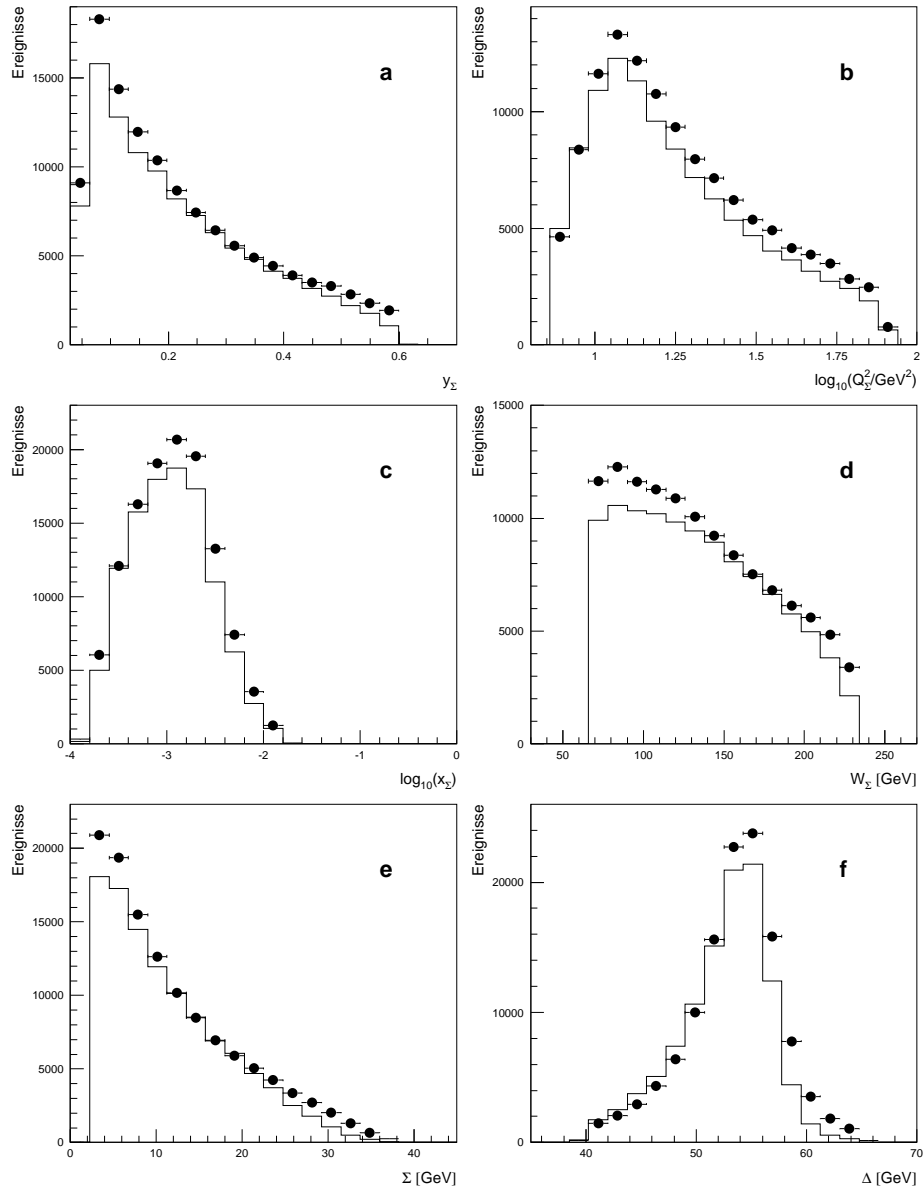 Ereignisse
a
15000
10000
5000
0
0.2
0.4
0.6
y_Σ
Ereignisse
b
10000
5000
0
1
1.25
1.5
1.75
2
log₁₀(Q²_Σ/GeV²)
Ereignisse
c
20000
15000
10000
5000
0
-4
-3
-2
-1
0
log₁₀(x_Σ)
Ereignisse
d
15000
10000
5000
0
50
100
150
200
250
W_Σ [GeV]
Ereignisse
e
20000
15000
10000
5000
0
0
10
20
30
40
Σ [GeV]
Ereignisse
f
20000
10000
0
40
50
60
70
Δ [GeV]